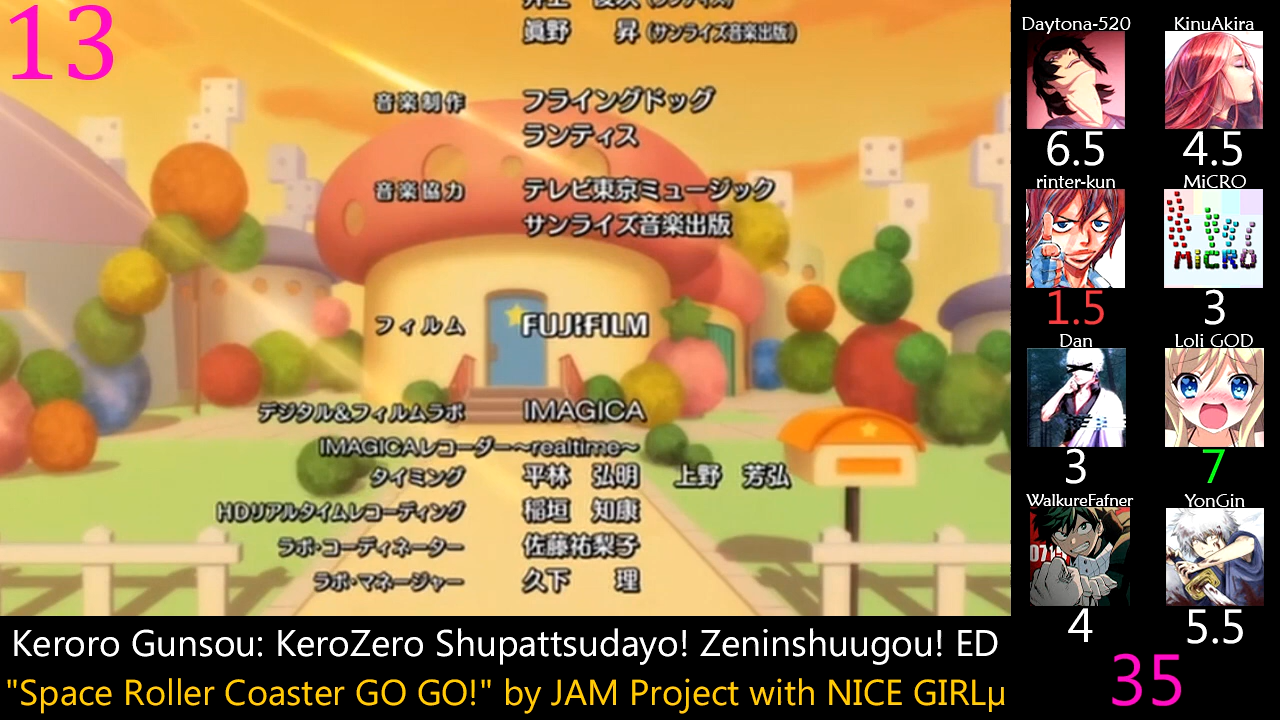 13
眞野 昇(サンライズ音楽出版)
音楽制作 フライングドッグ
ランティス
音楽協力 テレビ東京ミュージック
サンライズ音楽出版
フィルム FUJIFILM
デジタル&フィルムラボ IMAGICA
IMAGICAレコーダー〜realtime〜
タイミング 平林 弘明 上野 芳弘
HDリアルタイムレコーディング 稲垣 知康
ラボ・コーディネーター 佐藤祐梨子
ラボ・マネージャー 久下 理
Keroro Gunsou: KeroZero Shupattsudayo! Zeninshuugou! ED
"Space Roller Coaster GO GO!" by JAM Project with NICE GIRLμ
Daytona-520 KinuAkira
6.5 4.5
rinter-kun MiCRO
MiCRO
1.5 3
Dan Loli GOD
3 7
WalkureFafner YonGin
4 5.5
35